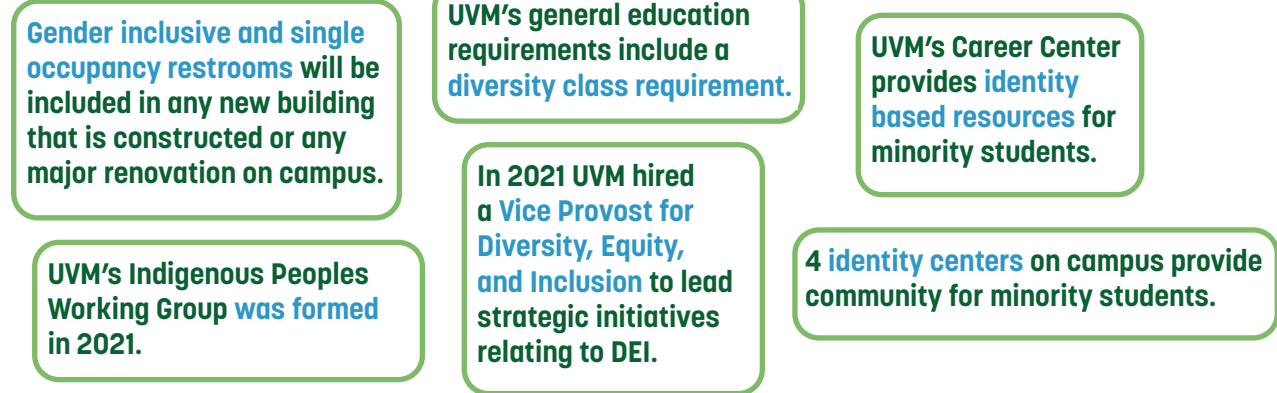 Gender inclusive and single
occupancy restrooms will be
included in any new building
that is constructed or any
major renovation on campus.
UVM's general education
requirements include a
diversity class requirement.
UVM's Career Center
provides identity
based resources for
minority students.
UVM's Indigenous Peoples
Working Group was formed
in 2021.
In 2021 UVM hired
a Vice Provost for
Diversity, Equity,
and Inclusion to lead
strategic initiatives
relating to DEI.
4 identity centers on campus provide
community for minority students.